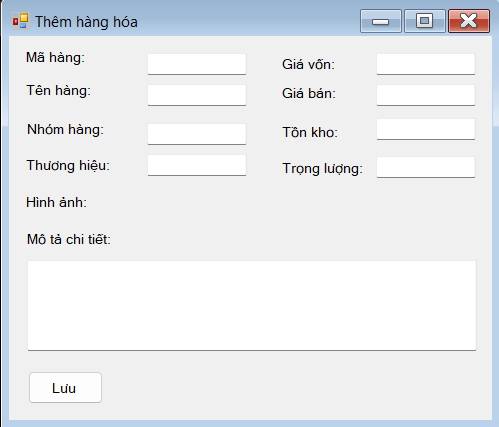 Thêm hàng hóa
Mã hàng:
Giá vốn:
Tên hàng:
Giá bán:
Nhóm hàng:
Tồn kho:
Thương hiệu:
Trọng lượng:
Hình ảnh:
Mô tả chi tiết:
Lưu